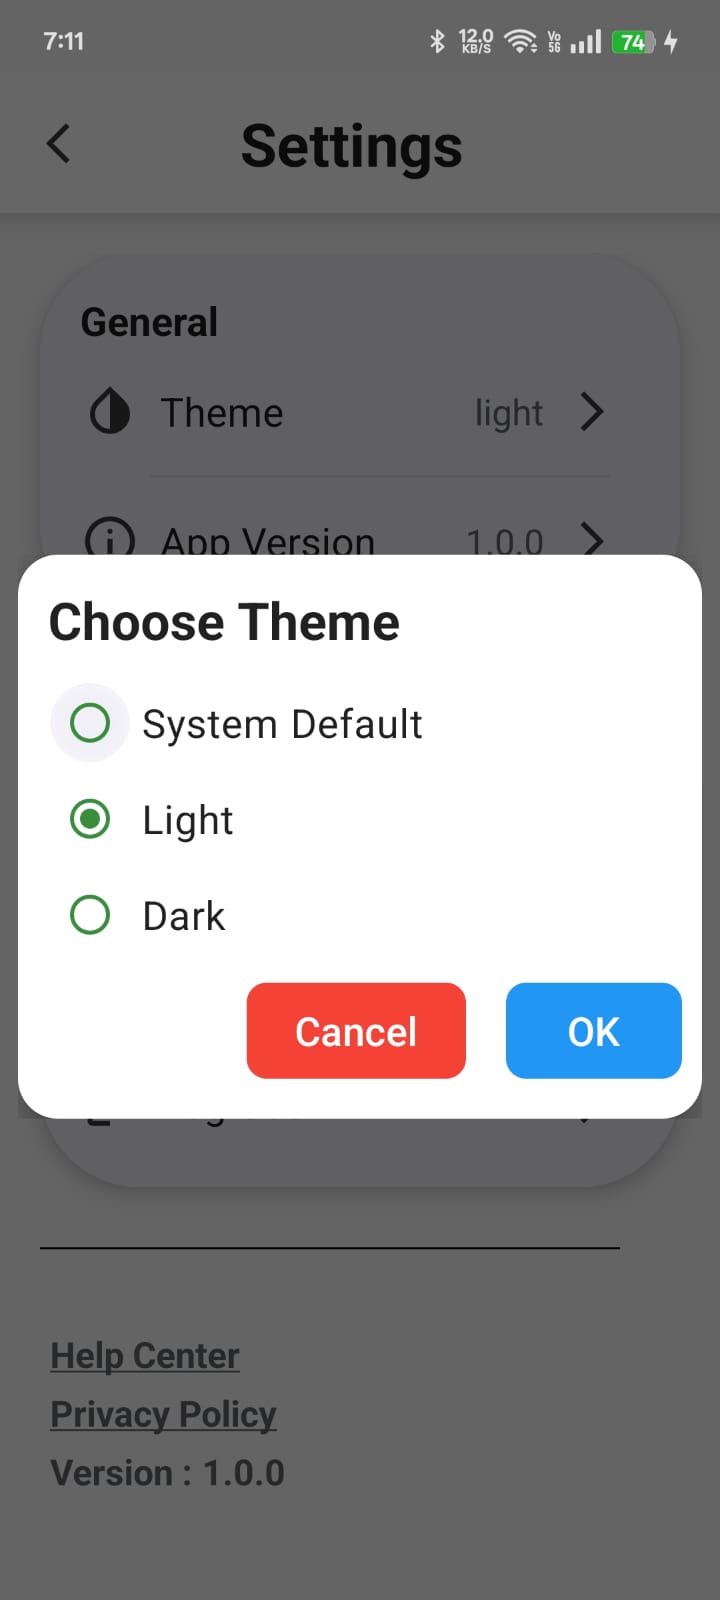 7:11 12.0 KB/S Vo 5G 74
Settings
General
Theme light
App Version 1.0.0
Choose Theme
System Default
Light
Dark
Cancel OK
Help Center
Privacy Policy
Version : 1.0.0